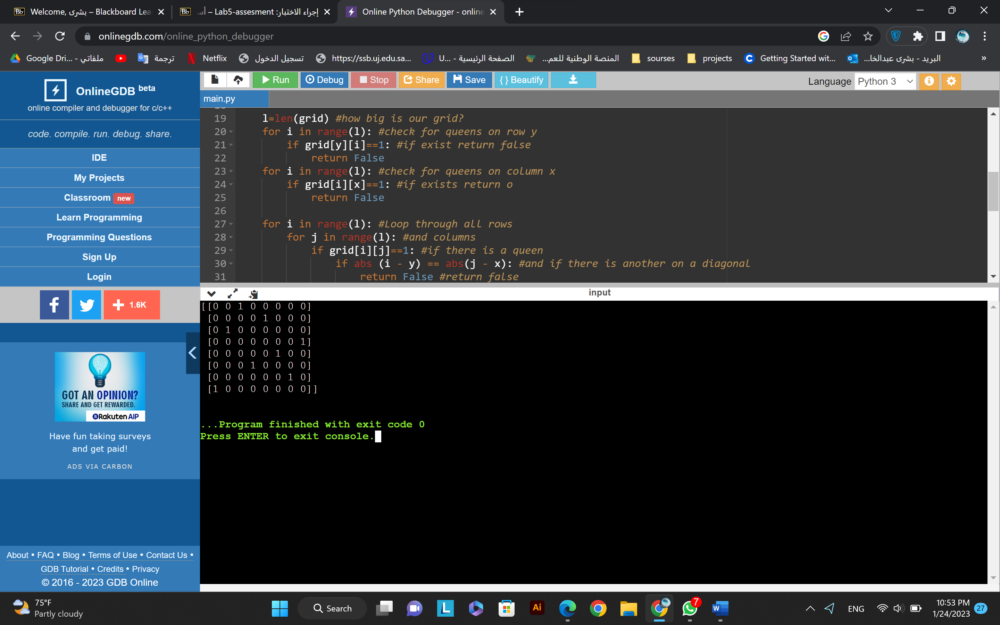 Welcome, بشرى – Blackboard Lea
إجراء الاختبار: Lab5-assesment – أس
Online Python Debugger - online
onlinegdb.com/online_python_debugger
Google Dri... - ملفاتي
ترجمة
Netflix
تسجيل الدخول
https://ssb.uj.edu.sa...
U... - الصفحة الرئيسية
المنصة الوطنية للعم...
sourses
projects
Getting Started wit...
البريد - بشرى عبدالخا...
»
OnlineGDB beta
online compiler and debugger for c/c++
code. compile. run. debug. share.
IDE
My Projects
Classroom new
Learn Programming
Programming Questions
Sign Up
Login
1.6K
idea
GOT AN OPINION?
SHARE AND GET REWARDED.
Rakuten AIP
Have fun taking surveys
and get paid!
ADS VIA CARBON
About • FAQ • Blog • Terms of Use • Contact Us •
GDB Tutorial • Credits • Privacy
© 2016 - 2023 GDB Online
Run Debug Stop Share Save { } Beautify
Language Python 3
main.py
19 l=len(grid) #how big is our grid?
20 for i in range(l): #check for queens on row y
21 if grid[y][i]==1: #if exist return false
22 return False
23 for i in range(l): #check for queens on column x
24 if grid[i][x]==1: #if exists return o
25 return False
26
27 for i in range(l): #Loop through all rows
28 for j in range(l): #and columns
29 if grid[i][j]==1: #if there is a queen
30 if abs (i - y) == abs(j - x): #and if there is another on a diagonal
31 return False #return false
input
[[0 0 1 0 0 0 0 0]
[0 0 0 0 1 0 0 0]
[0 1 0 0 0 0 0 0]
[0 0 0 0 0 0 0 1]
[0 0 0 0 0 1 0 0]
[0 0 0 1 0 0 0 0]
[0 0 0 0 0 0 1 0]
[1 0 0 0 0 0 0 0]]
...Program finished with exit code 0
Press ENTER to exit console.
75°F
Partly cloudy
Search
7
ENG
10:53 PM
1/24/2023
27